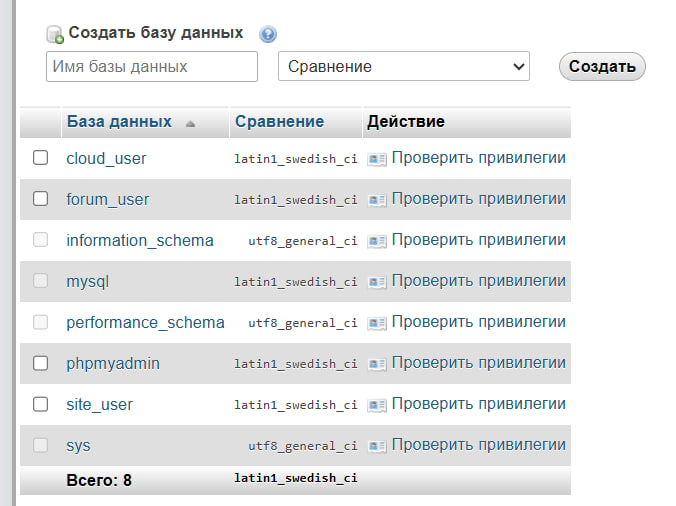 Создать базу данных
Имя базы данных Сравнение Создать
База данных Сравнение Действие
cloud_user latin1_swedish_ci Проверить привилегии
forum_user latin1_swedish_ci Проверить привилегии
information_schema utf8_general_ci Проверить привилегии
mysql latin1_swedish_ci Проверить привилегии
performance_schema utf8_general_ci Проверить привилегии
phpmyadmin latin1_swedish_ci Проверить привилегии
site_user latin1_swedish_ci Проверить привилегии
sys utf8_general_ci Проверить привилегии
Всего: 8 latin1_swedish_ci